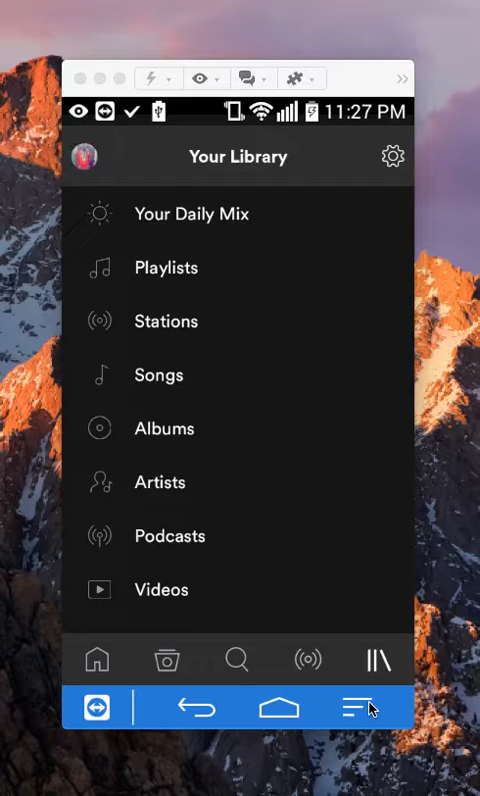 11:27 PM
Your Library
Your Daily Mix
Playlists
Stations
Songs
Albums
Artists
Podcasts
Videos